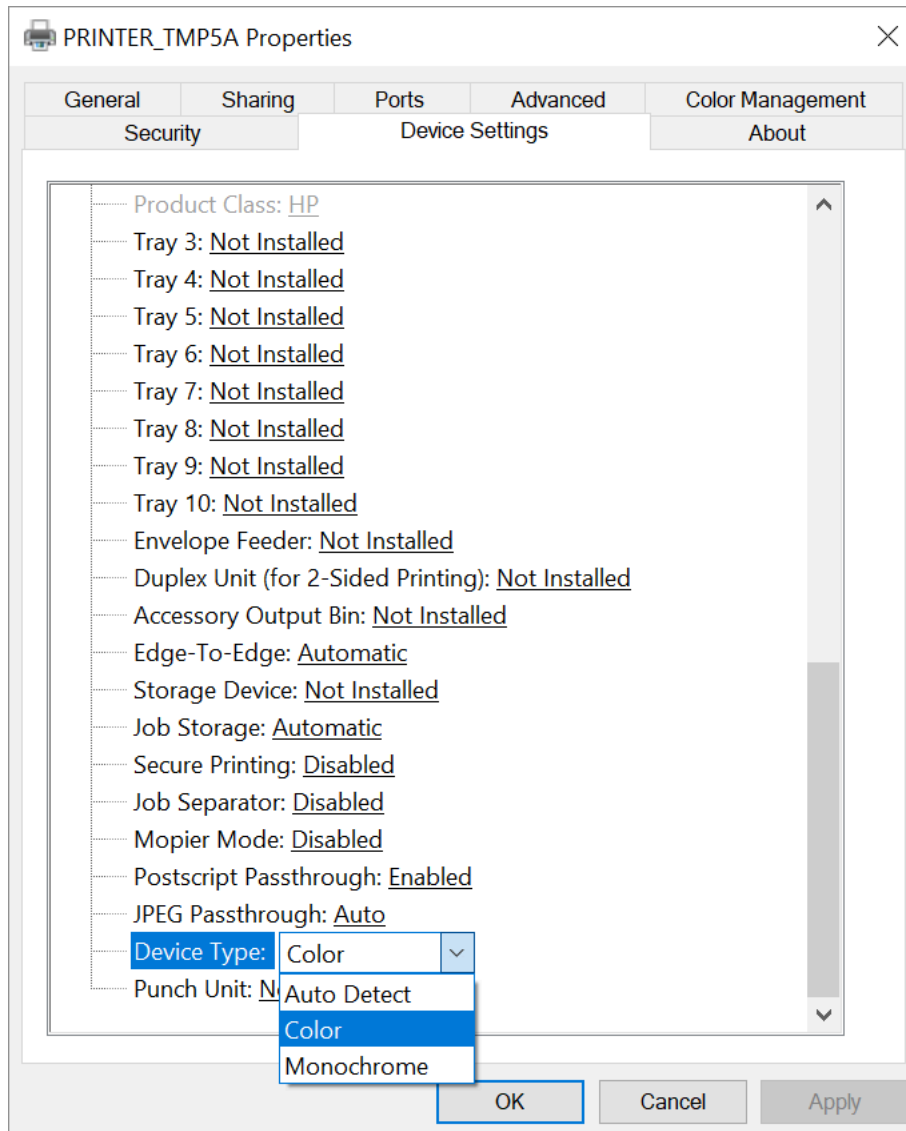 PRINTER_TMP5A Properties
General Sharing Ports Advanced Color Management
Security Device Settings About
Product Class: HP
Tray 3: Not Installed
Tray 4: Not Installed
Tray 5: Not Installed
Tray 6: Not Installed
Tray 7: Not Installed
Tray 8: Not Installed
Tray 9: Not Installed
Tray 10: Not Installed
Envelope Feeder: Not Installed
Duplex Unit (for 2-Sided Printing): Not Installed
Accessory Output Bin: Not Installed
Edge-To-Edge: Automatic
Storage Device: Not Installed
Job Storage: Automatic
Secure Printing: Disabled
Job Separator: Disabled
Mopier Mode: Disabled
Postscript Passthrough: Enabled
JPEG Passthrough: Auto
Device Type: Color
Punch Unit:
Auto Detect
Color
Monochrome
OK Cancel Apply